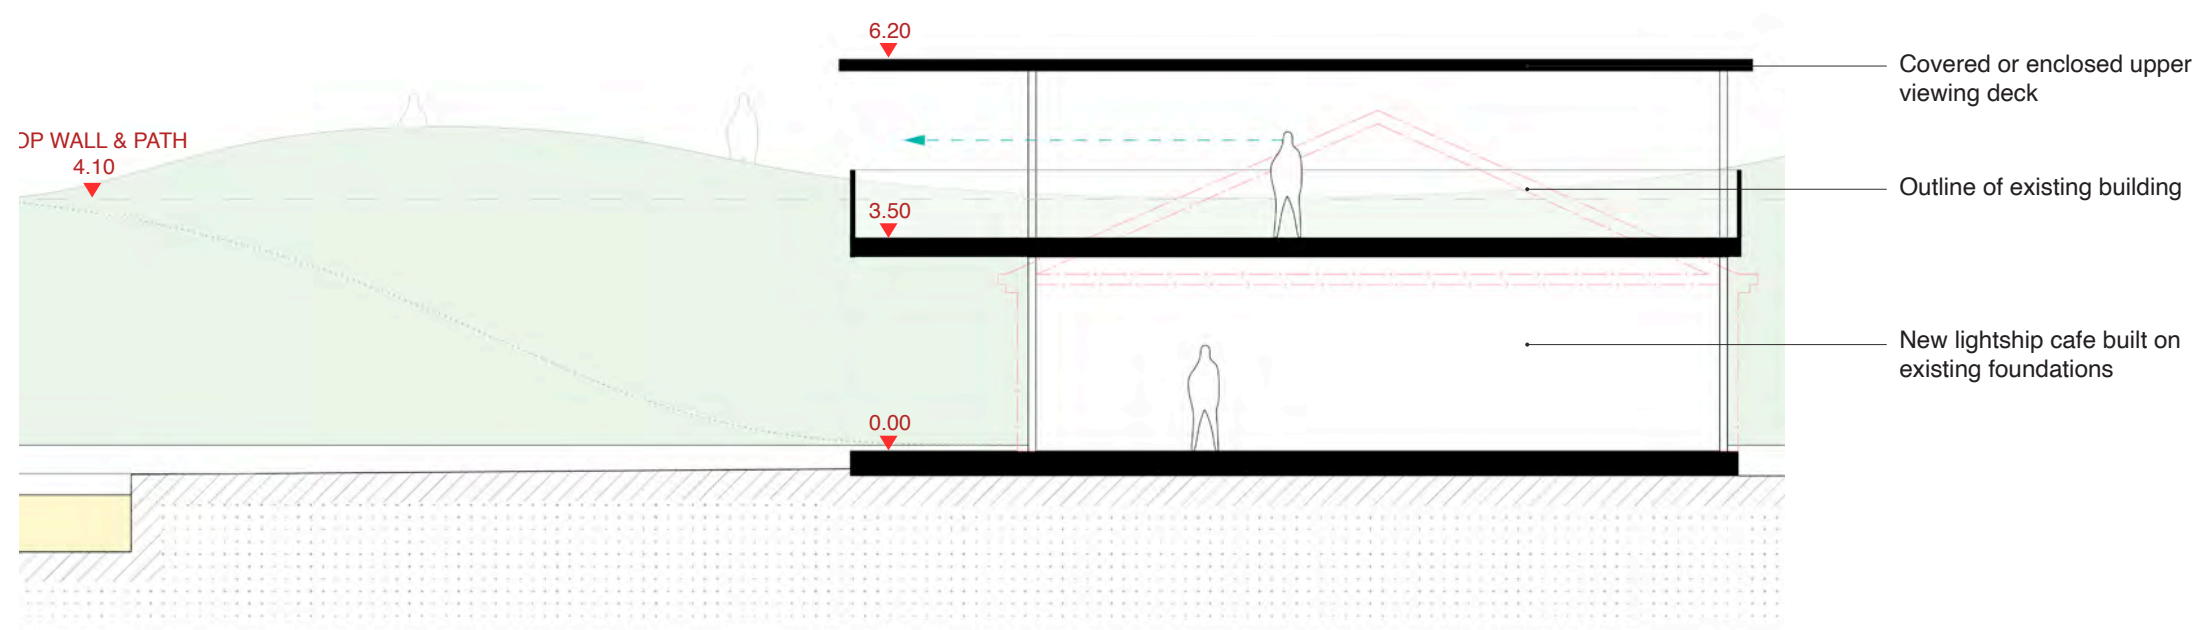 6.20
Covered or enclosed upper
viewing deck
OP WALL & PATH
4.10
Outline of existing building
3.50
New lightship cafe built on
existing foundations
0.00